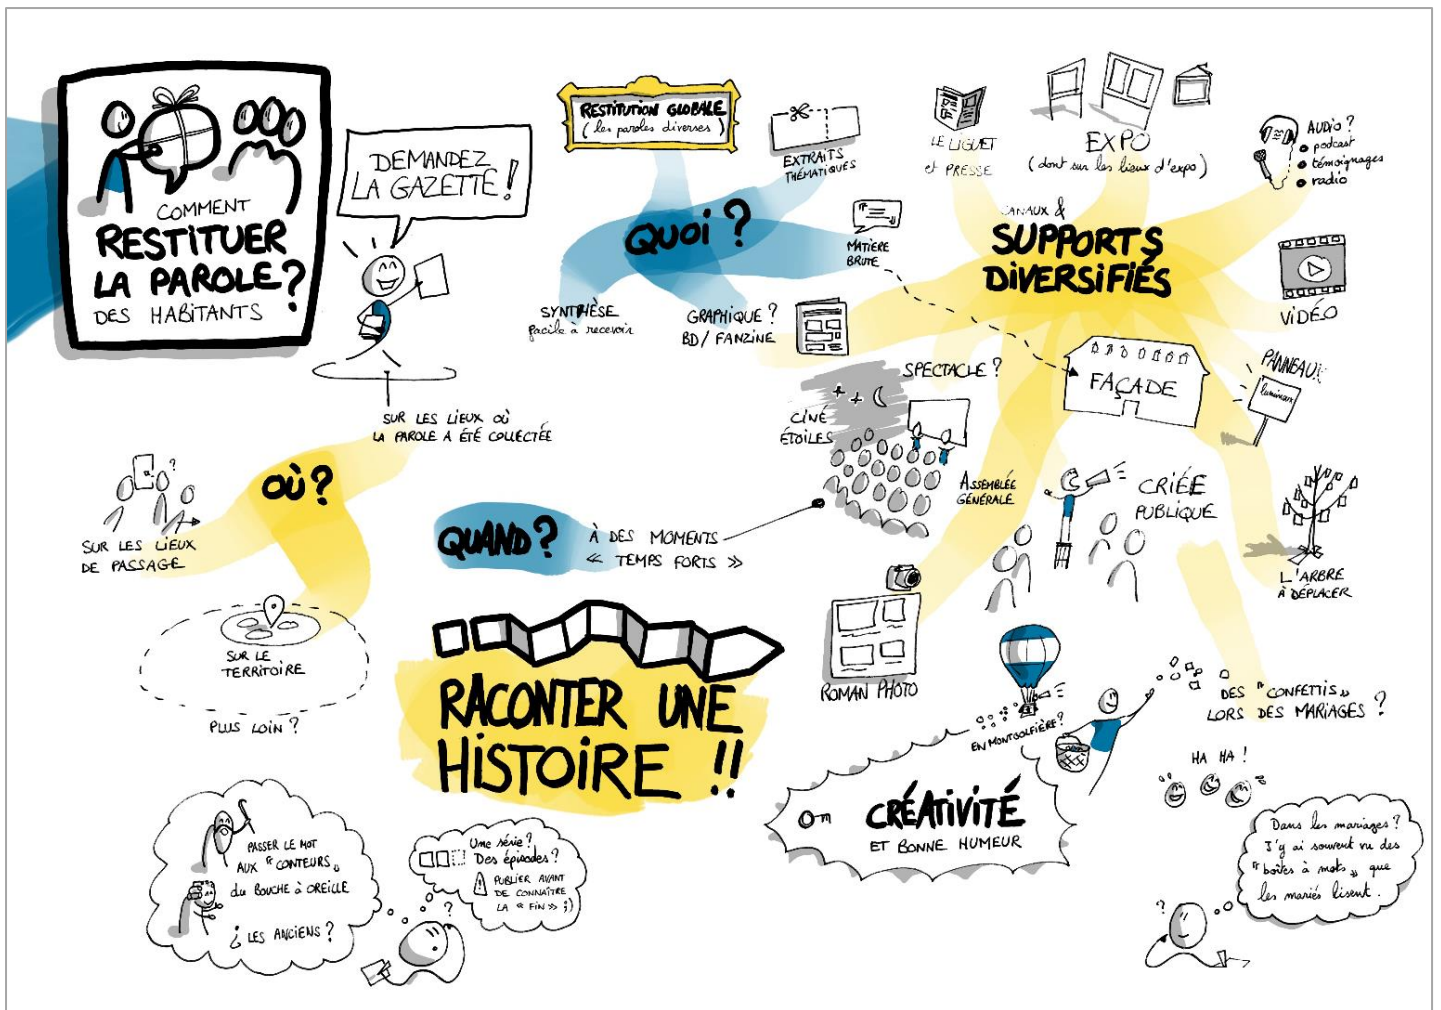 COMMENT
RESTITUER
LA PAROLE?
DES HABITANTS
DEMANDEZ
LA GAZETTE!
SUR LES LIEUX OÙ
LA PAROLE A ÉTÉ COLLECTÉE
OÙ?
SUR LES LIEUX
DE PASSAGE
SUR LE
TERRITOIRE
PLUS LOIN ?
RESTITUTION GLOBALE
(les paroles diverses)
EXTRAITS
THÉMATIQUES
QUOI ?
MATIÈRE
BRUTE
SYNTHÈSE
facile à recevoir
GRAPHIQUE ?
BD/ FANZINE
LE LIGUET
et PRESSE
EXPO
(dont sur les lieux d'expo)
AUDIO ?
podcast
témoignages
radio
CANAUX &
SUPPORTS
DIVERSIFIÉS
VIDÉO
FAÇADE
PANNEAUX
lumineux
SPECTACLE ?
CINÉ
ÉTOILES
ASSEMBLÉE
GÉNÉRALE
CRIÉE
PUBLIQUE
L'ARBRE
À DÉPLACER
QUAND?
À DES MOMENTS
« TEMPS FORTS »
ROMAN PHOTO
RACONTER UNE
HISTOIRE !!
EN MONTGOLFIÈRE?
DES "CONFETTIS»
LORS DES MARIAGES ?
HA HA !
CRÉATIVITÉ
ET BONNE HUMEUR
PASSER LE MOT
AUX "CONTEURS»
du BOUCHE à OREILLE
¿ LES ANCIENS ?
?
Une série ?
Des épisodes ?
PUBLIER AVANT
DE CONNAÎTRE
LA « FIN » ;)
?
Dans les mariages ?
J'y ai souvent vu des
"boîtes à mots» que
les mariés lisent.
?